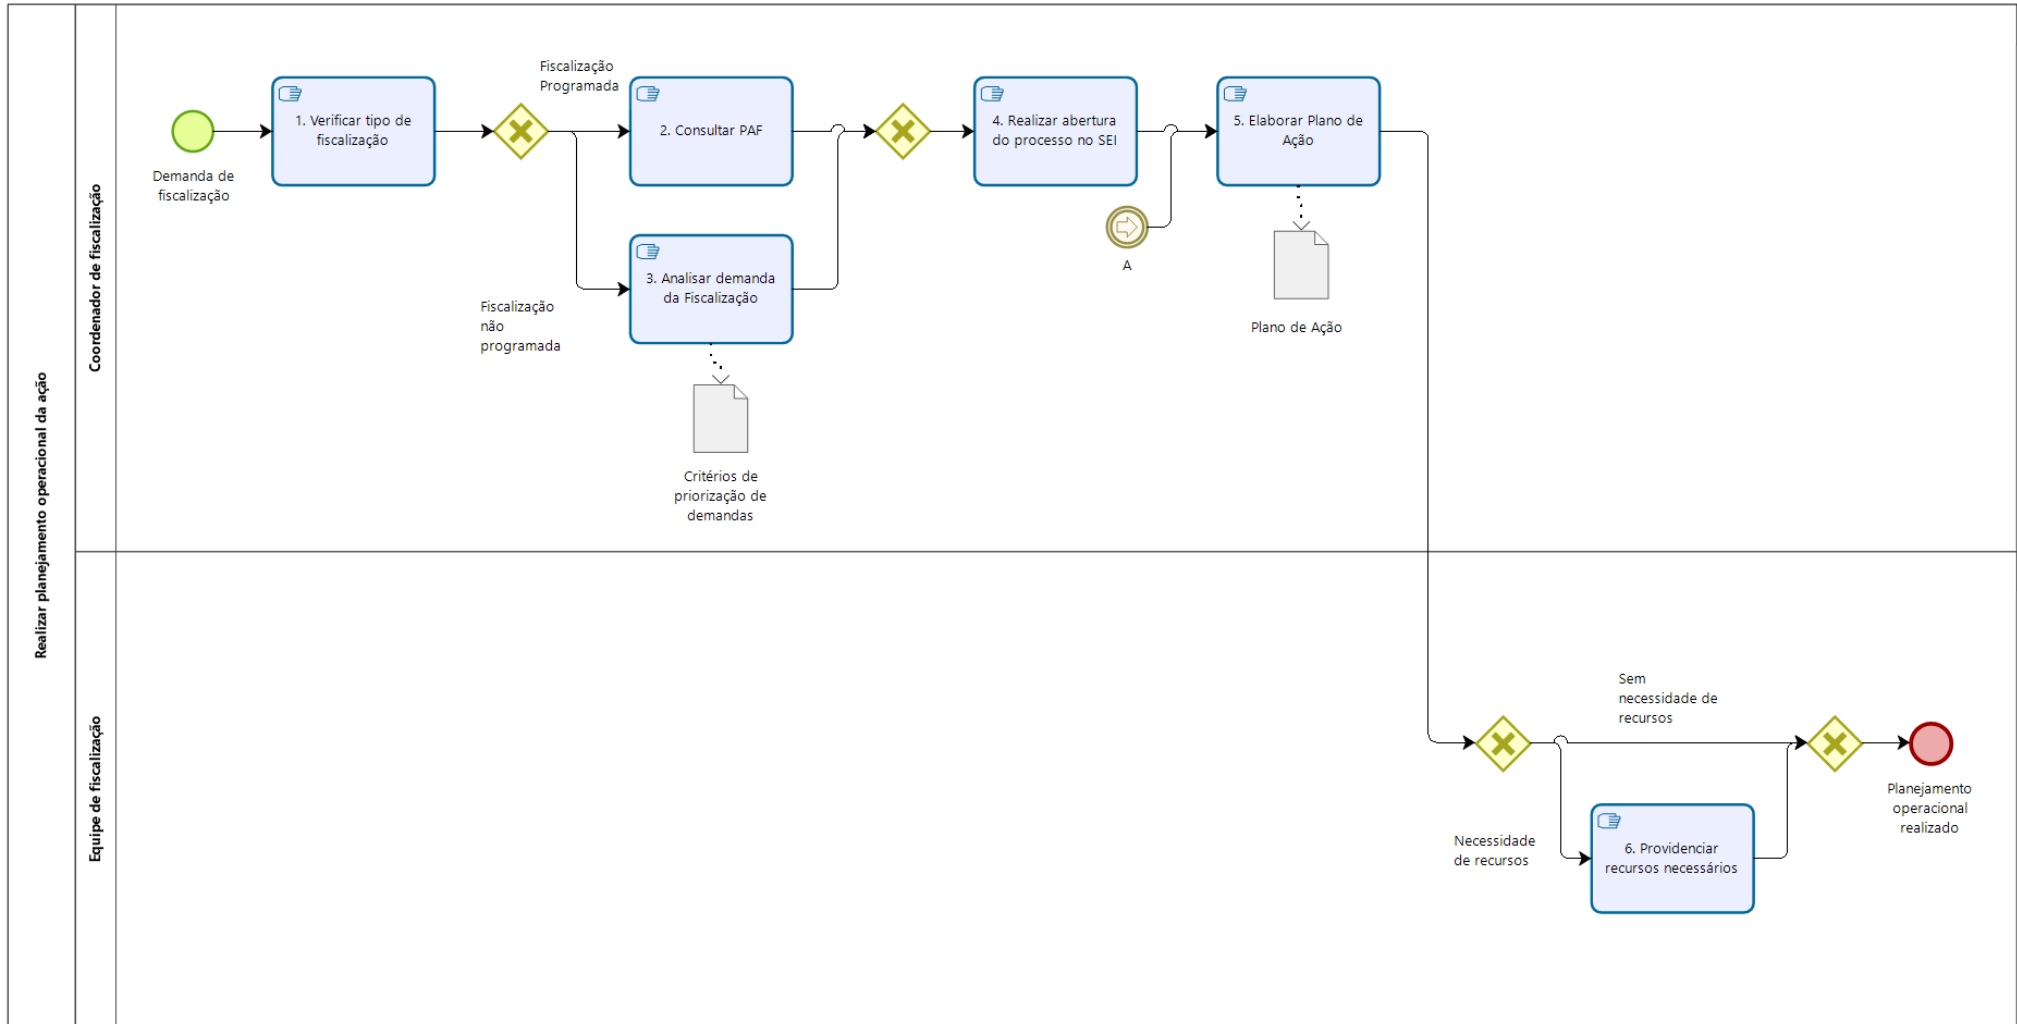 Realizar planejamento operacional da ação
Coordenador de fiscalização
Demanda de
fiscalização
1. Verificar tipo de
fiscalização
Fiscalização
Programada
2. Consultar PAF
Fiscalização
não
programada
3. Analisar demanda
da Fiscalização
Critérios de
priorização de
demandas
4. Realizar abertura
do processo no SEI
A
5. Elaborar Plano de
Ação
Plano de Ação
Equipe de fiscalização
Sem
necessidade de
recursos
Necessidade
de recursos
6. Providenciar
recursos necessários
Planejamento
operacional
realizado